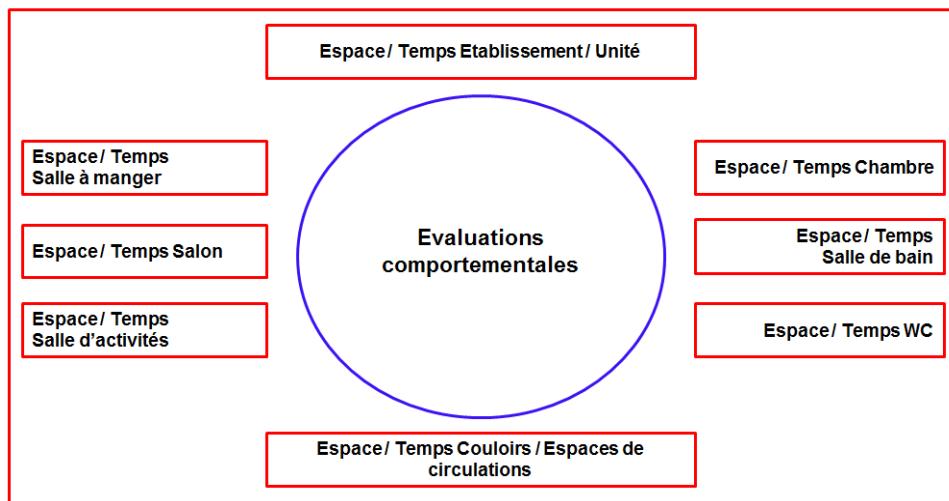 Espace / Temps Etablissement / Unité
Espace / Temps
Salle à manger
Espace / Temps Salon
Espace / Temps
Salle d'activités
Evaluations
comportementales
Espace / Temps Chambre
Espace / Temps
Salle de bain
Espace / Temps WC
Espace / Temps Couloirs / Espaces de
circulations